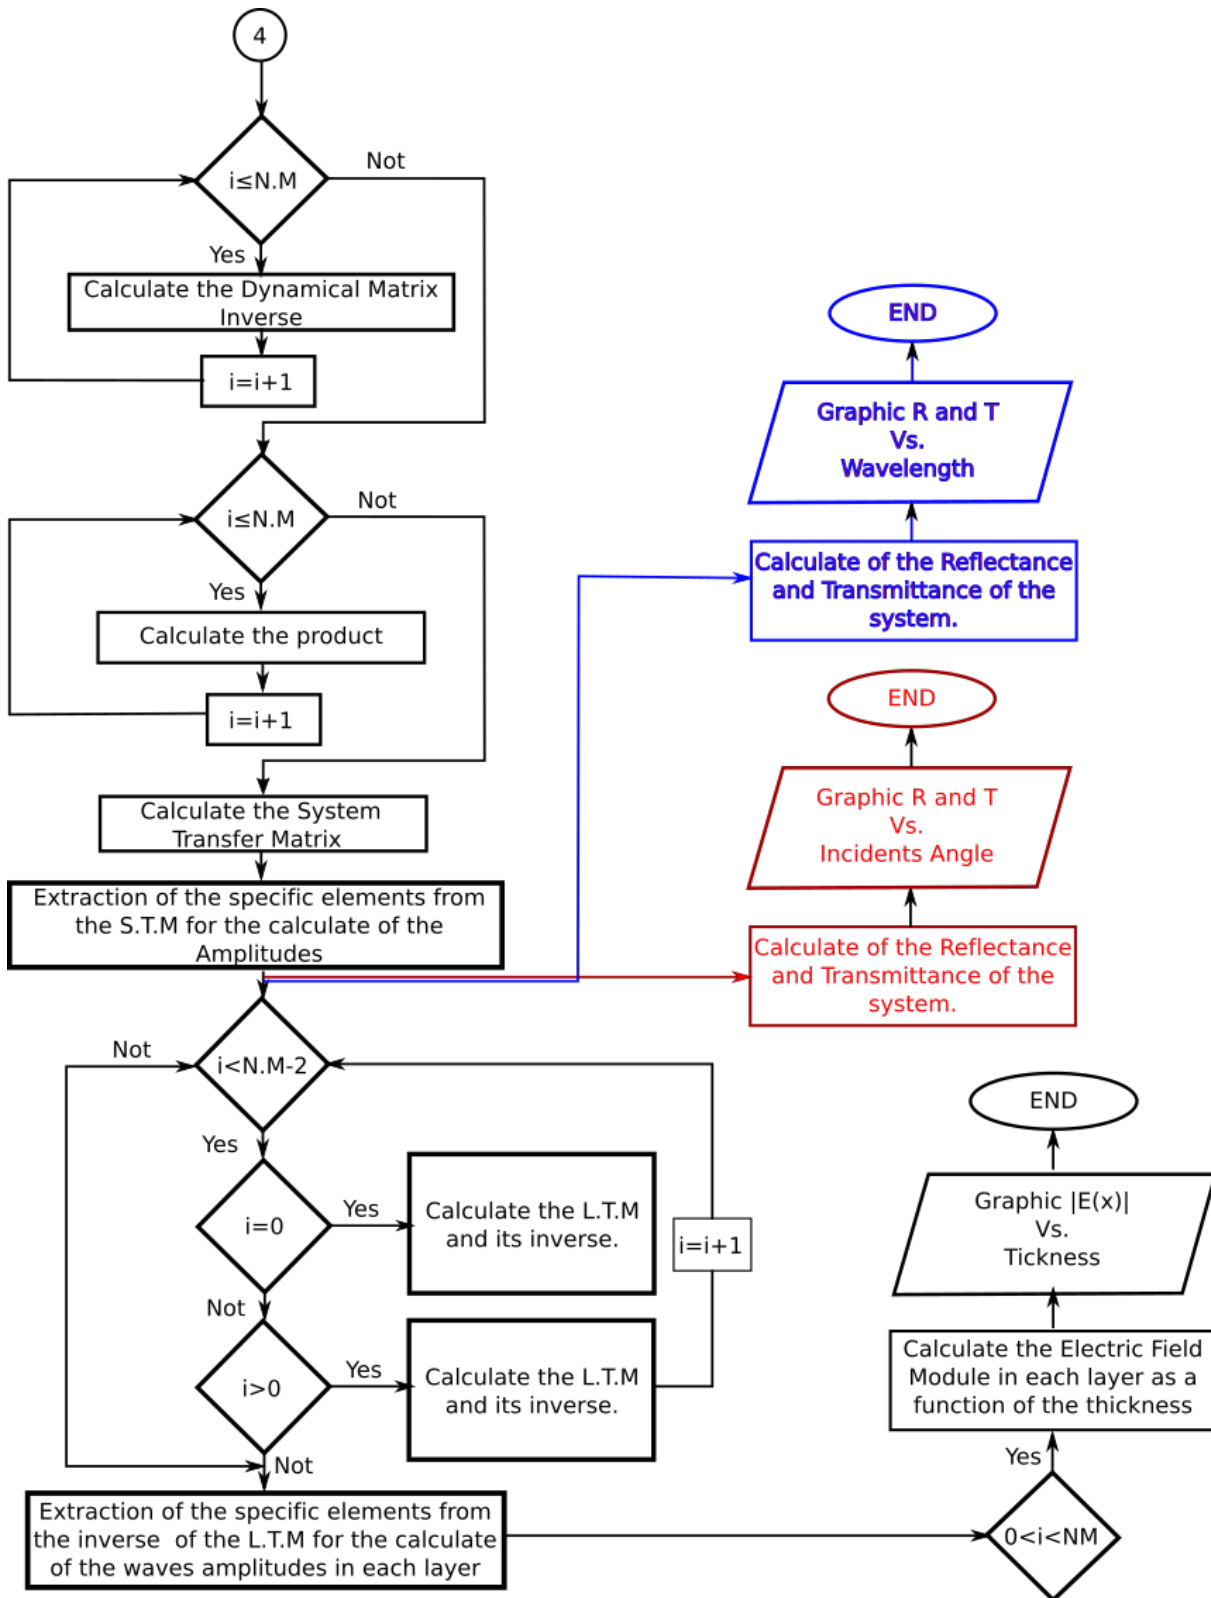 4
i≤N.M
Not
Yes
Calculate the Dynamical Matrix
Inverse
i=i+1
i≤N.M
Not
Yes
Calculate the product
i=i+1
Calculate the System
Transfer Matrix
Extraction of the specific elements from
the S.T.M for the calculate of the
Amplitudes
END
Graphic R and T
Vs.
Wavelength
Calculate of the Reflectance
and Transmittance of the
system.
END
Graphic R and T
Vs.
Incidents Angle
Calculate of the Reflectance
and Transmittance of the
system.
Not
i<N.M-2
Yes
i=0
Yes
Calculate the L.T.M
and its inverse.
i=i+1
Not
i>0
Yes
Calculate the L.T.M
and its inverse.
Not
Extraction of the specific elements from
the inverse of the L.T.M for the calculate
of the waves amplitudes in each layer
END
Graphic |E(x)|
Vs.
Tickness
Calculate the Electric Field
Module in each layer as a
function of the thickness
Yes
0<i<NM